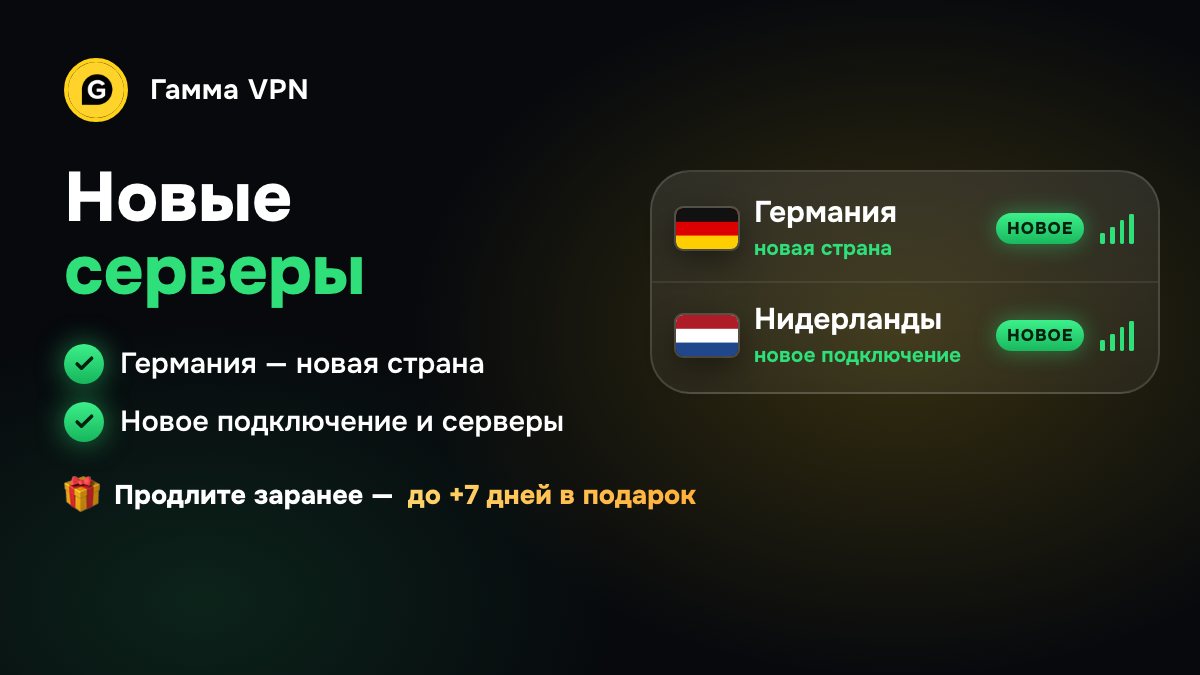 G
Гамма VPN
Новые
серверы
Германия — новая страна
Новое подключение и серверы
Продлите заранее — до +7 дней в подарок
Германия
новая страна
НОВОЕ
Нидерланды
новое подключение
НОВОЕ